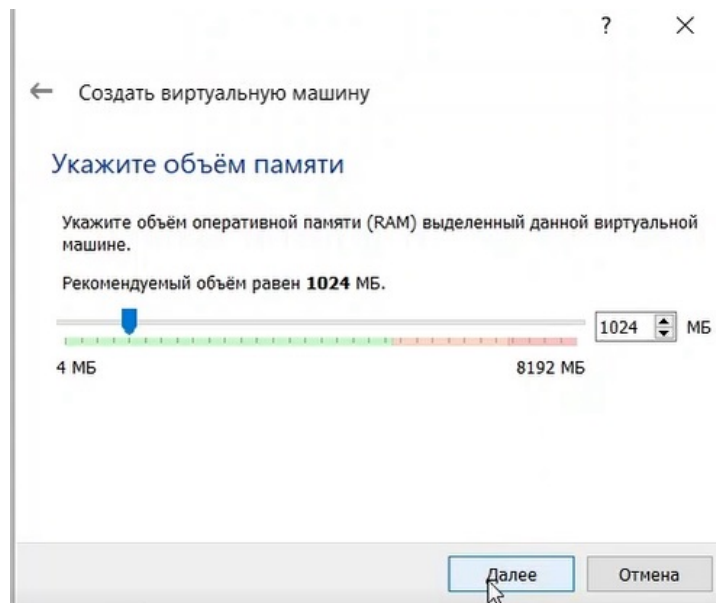 ?
Создать виртуальную машину
Укажите объём памяти
Укажите объём оперативной памяти (RAM) выделенный данной виртуальной
машине.
Рекомендуемый объём равен 1024 МБ.
1024 МБ
4 МБ 8192 МБ
Далее Отмена